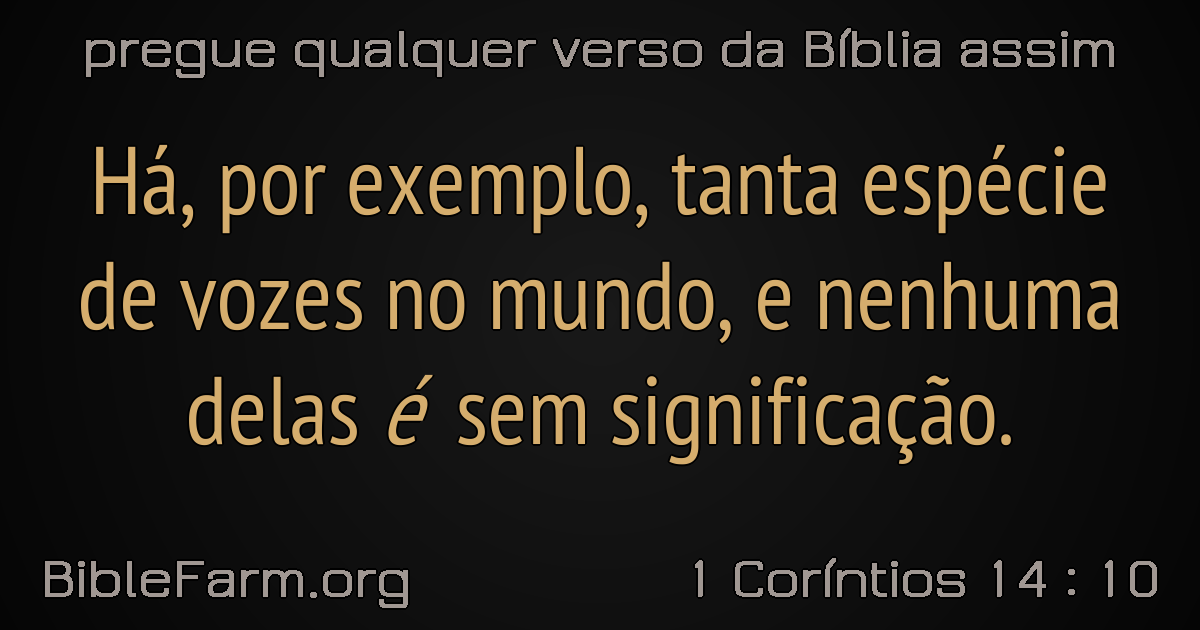 pregue qualquer verso da Bíblia assim
Há, por exemplo, tanta espécie
de vozes no mundo, e nenhuma
delas é sem significação.
BibleFarm.org
1 Coríntios 14 : 10